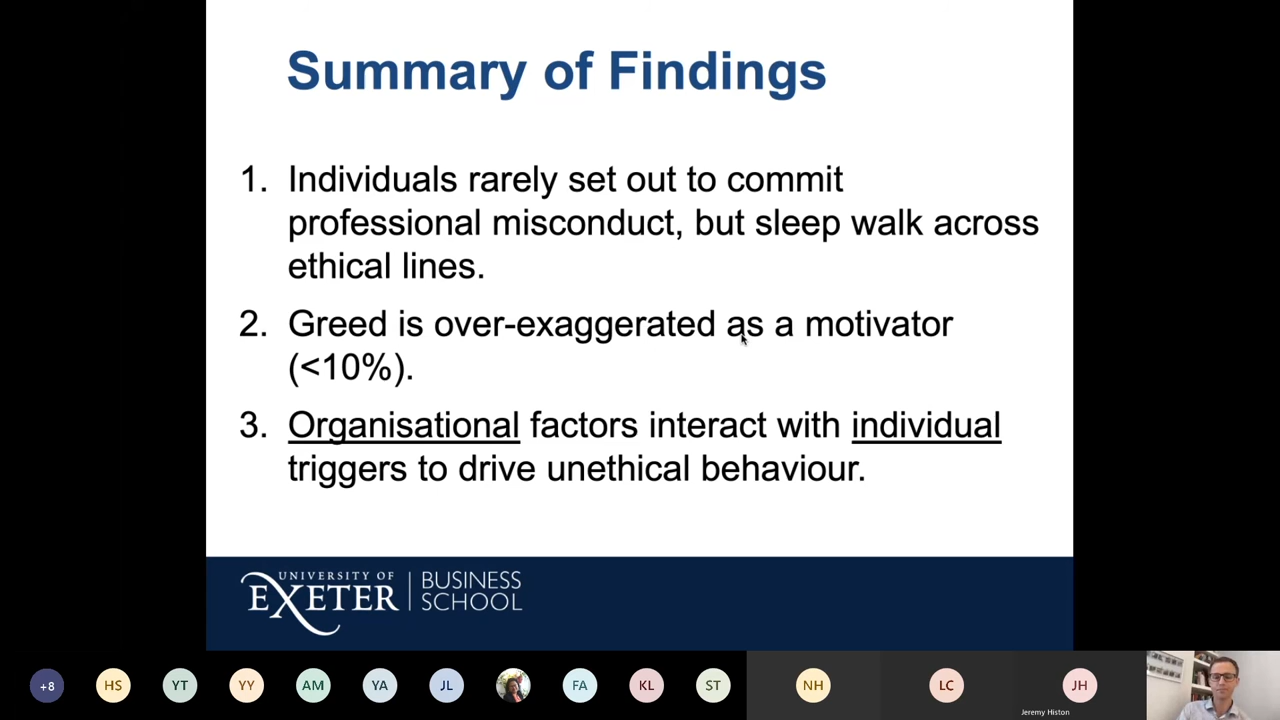 Summary of Findings
1. Individuals rarely set out to commit
professional misconduct, but sleep walk across
ethical lines.
2. Greed is over-exaggerated as a motivator
(<10%).
3. Organisational factors interact with individual
triggers to drive unethical behaviour.
UNIVERSITY OF
EXETER
BUSINESS
SCHOOL
+8
HS
YT
YY
AM
YA
JL
FA
KL
ST
NH
LC
JH
Jeremy Histon